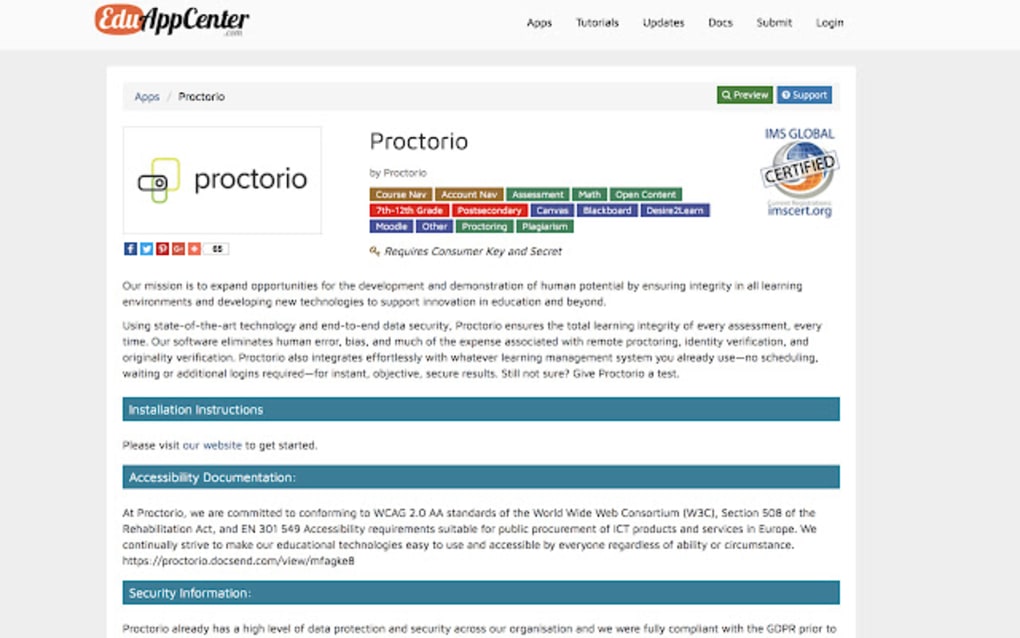 EduAppCenter
.com
Apps Tutorials Updates Docs Submit Login
Apps / Proctorio
Preview Support
proctorio
Proctorio
by Proctorio
Course Nav Account Nav Assessment Math Open Content
7th-12th Grade Postsecondary Canvas Blackboard Desire2Learn
Moodle Other Proctoring Plagiarism
Requires Consumer Key and Secret
IMS GLOBAL
CERTIFIED
imscert.org
Our mission is to expand opportunities for the development and demonstration of human potential by ensuring integrity in all learning
environments and developing new technologies to support innovation in education and beyond.
Using state-of-the-art technology and end-to-end data security, Proctorio ensures the total learning integrity of every assessment, every
time. Our software eliminates human error, bias, and much of the expense associated with remote proctoring, identity verification, and
originality verification. Proctorio also integrates effortlessly with whatever learning management system you already use—no scheduling,
waiting or additional logins required—for instant, objective, secure results. Still not sure? Give Proctorio a test.
Installation Instructions
Please visit our website to get started.
Accessibility Documentation:
At Proctorio, we are committed to conforming to WCAG 2.0 AA standards of the World Wide Web Consortium (W3C), Section 508 of the
Rehabilitation Act, and EN 301 549 Accessibility requirements suitable for public procurement of ICT products and services in Europe. We
continually strive to make our educational technologies easy to use and accessible by everyone regardless of ability or circumstance.
https://proctorio.docsend.com/view/mfagke8
Security Information:
Proctorio already has a high level of data protection and security across our organisation and we were fully compliant with the GDPR prior to